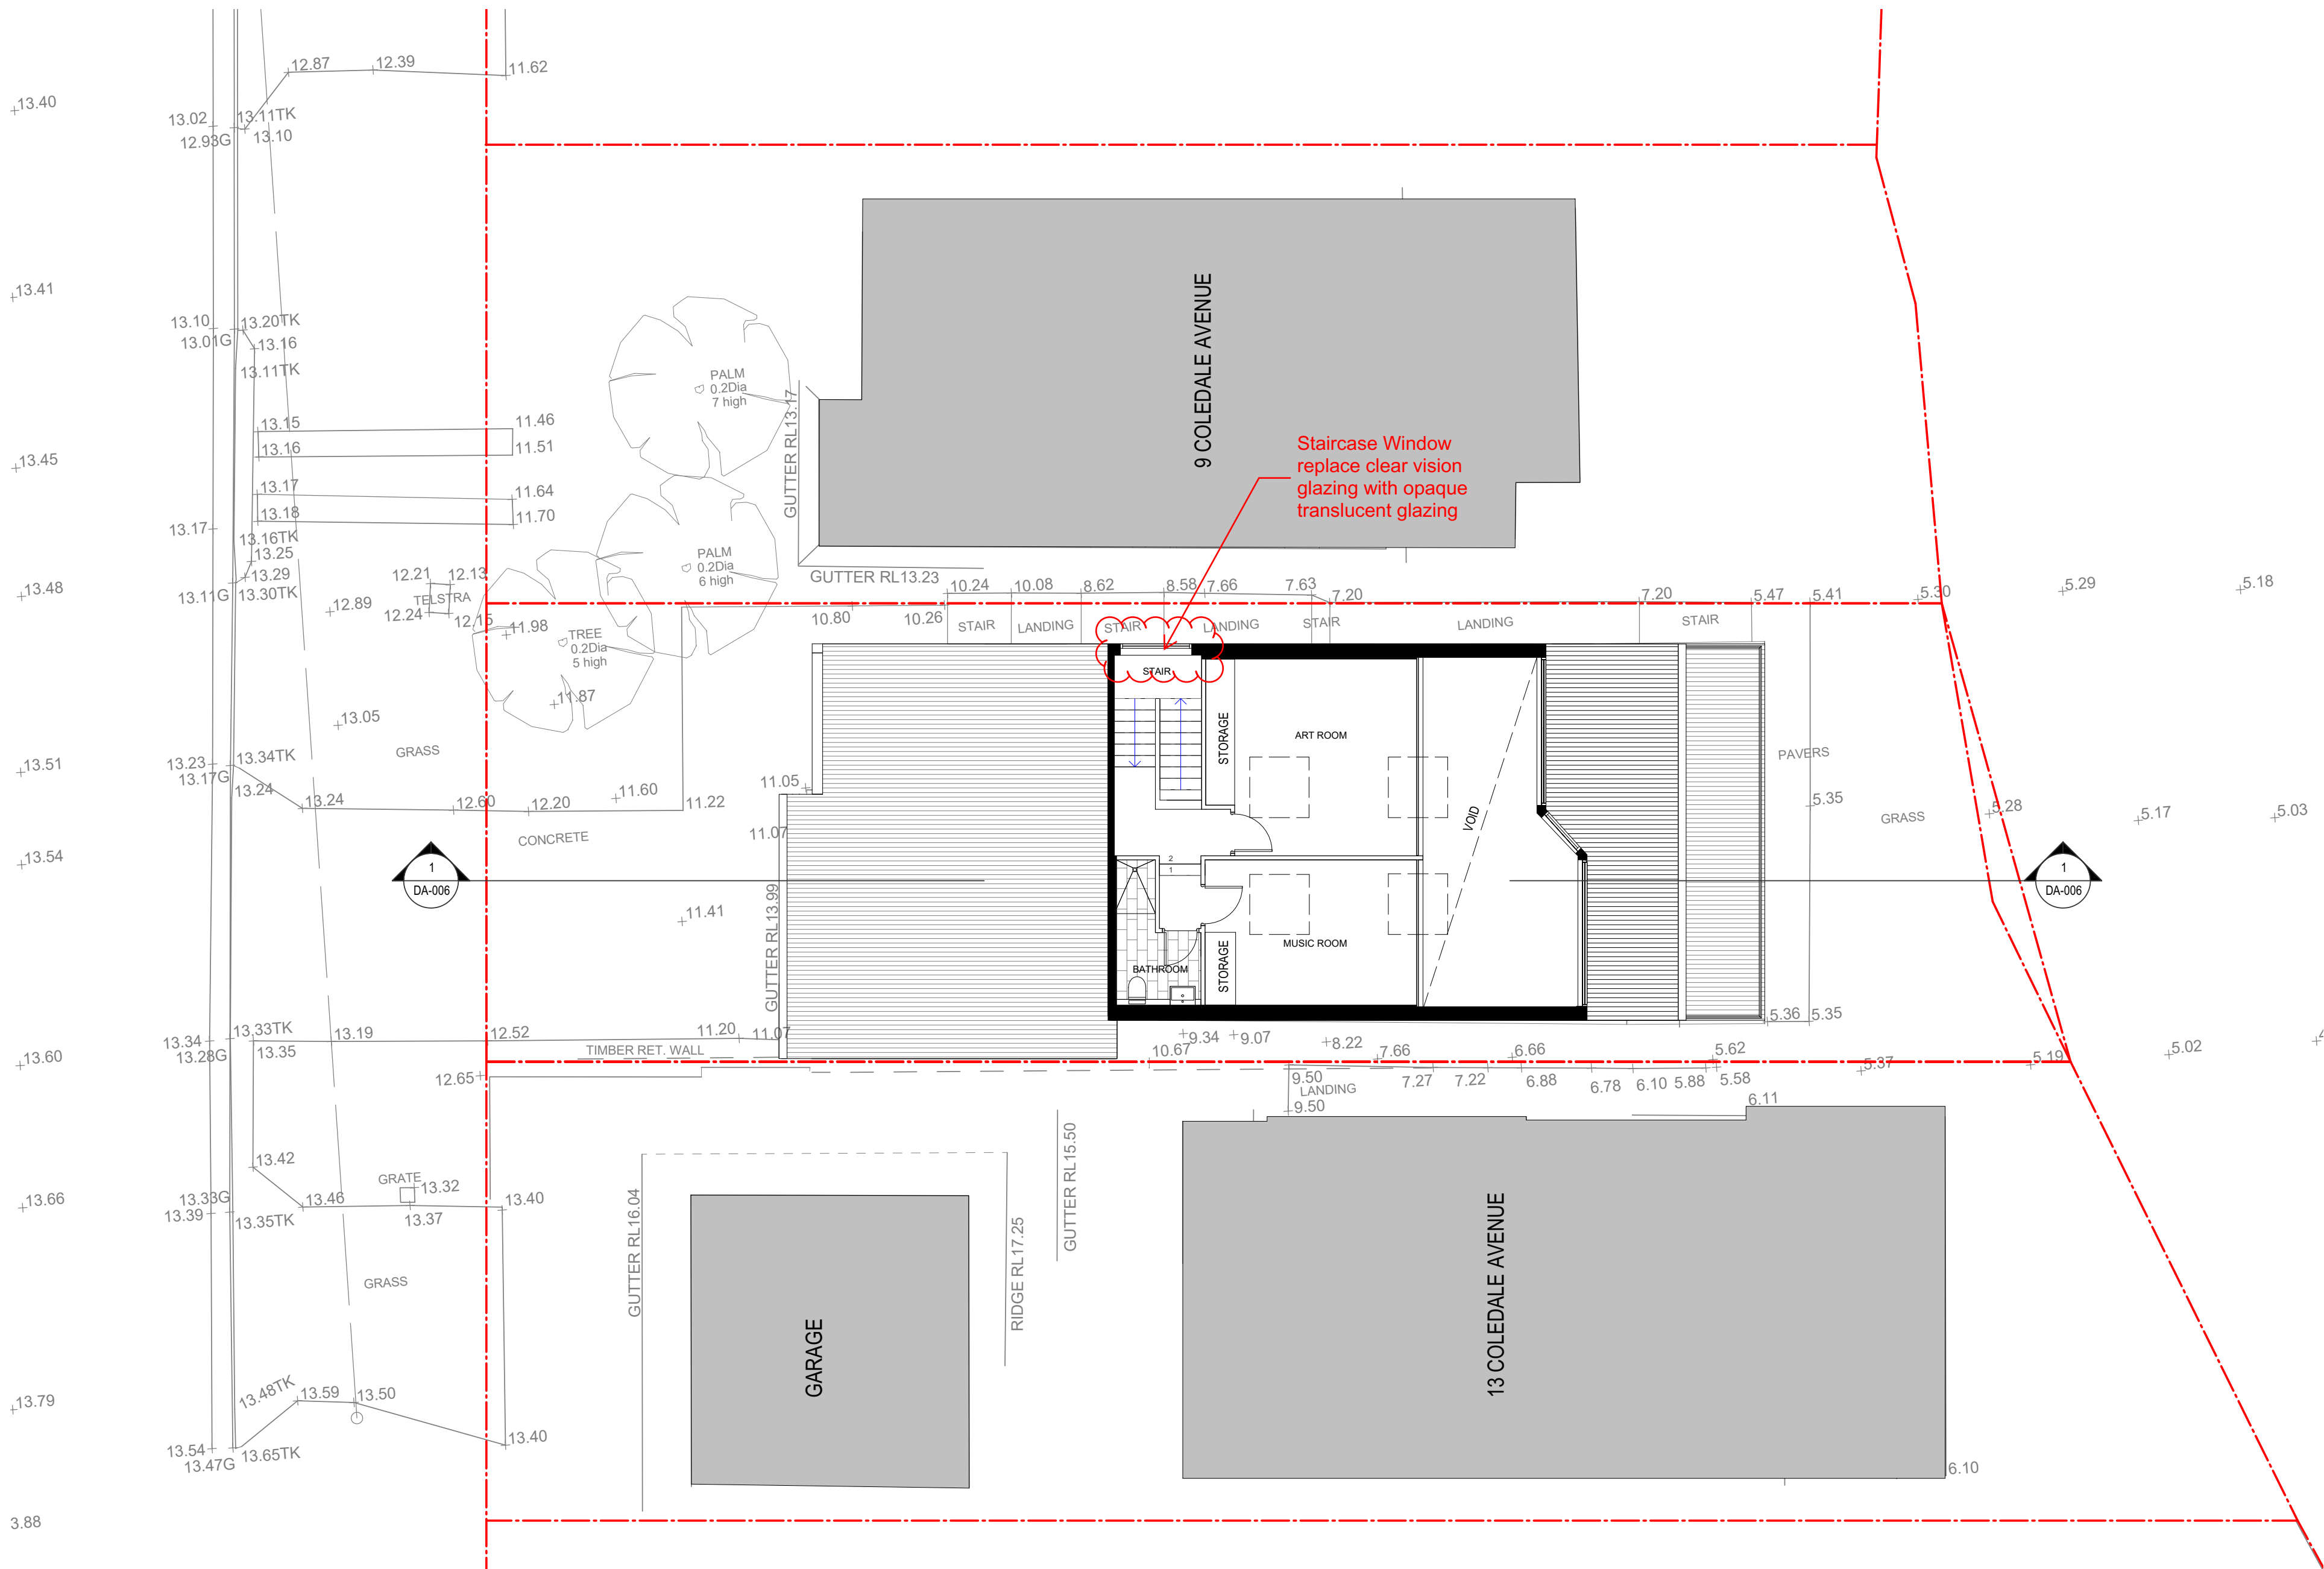 12.87
12.39
11.62
13.40
13.02
13.11TK
12.93G
13.10
13.41
13.10
13.20TK
13.01G
13.16
13.11TK
PALM
0.2Dia
7 high
GUTTER RL13.17
9 COLEDALE AVENUE
13.15
11.46
13.16
11.51
13.45
Staircase Window
replace clear vision
glazing with opaque
translucent glazing
13.17
11.64
13.18
11.70
13.17
13.16TK
13.25
13.29
13.11G
13.30TK
13.48
12.89
12.21
12.13
TELSTRA
12.24
12.15
11.98
PALM
0.2Dia
6 high
GUTTER RL13.23
TREE
0.2Dia
5 high
10.80
10.26
10.24
10.08
8.62
8.58
7.66
7.63
7.20
7.20
5.47
5.41
5.30
5.29
5.18
STAIR
LANDING
STAIR
LANDING
STAIR
LANDING
STAIR
STAIR
11.87
13.05
GRASS
STORAGE
ART ROOM
VOID
PAVERS
13.51
13.23
13.34TK
13.17G
13.24
13.24
12.60
12.20
11.60
11.22
11.05
11.07
CONCRETE
5.35
GRASS
5.28
5.17
5.03
13.54
1
DA-006
2
1
1
DA-006
11.41
GUTTER RL13.99
BATHROOM
STORAGE
MUSIC ROOM
13.34
13.33TK
13.28G
13.35
13.19
12.52
11.20
11.07
TIMBER RET. WALL
13.60
12.65
10.67
9.34
9.07
8.22
7.66
6.66
5.62
5.36
5.35
5.37
5.19
5.02
9.50
LANDING
9.50
7.27
7.22
6.88
6.78
6.10
5.88
5.58
6.11
13.42
GRATE
13.32
13.46
13.37
13.40
13.66
13.33G
13.39
13.35TK
GRASS
GUTTER RL16.04
GARAGE
RIDGE RL17.25
GUTTER RL15.50
13 COLEDALE AVENUE
13.79
13.48TK
13.59
13.50
13.40
13.54
13.65TK
13.47G
6.10
3.88